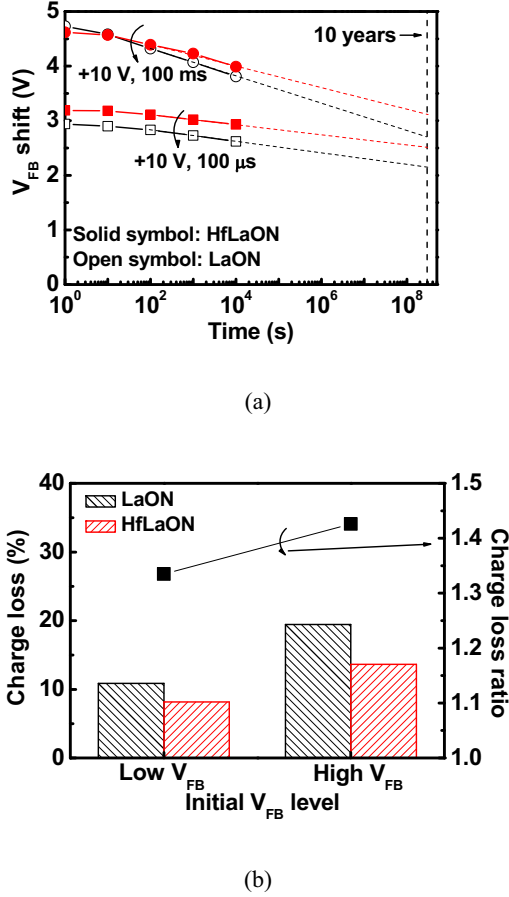 5
4
3
2
1
0
V_FB shift (V)
10 years
+10 V, 100 ms
+10 V, 100 μs
Solid symbol: HfLaON
Open symbol: LaON
10^0 10^2 10^4 10^6 10^8
Time (s)
(a)
40
30
20
10
0
Charge loss (%)
LaON
HfLaON
1.5
1.4
1.3
1.2
1.1
1.0
Charge loss ratio
Low V_FB High V_FB
Initial V_FB level
(b)